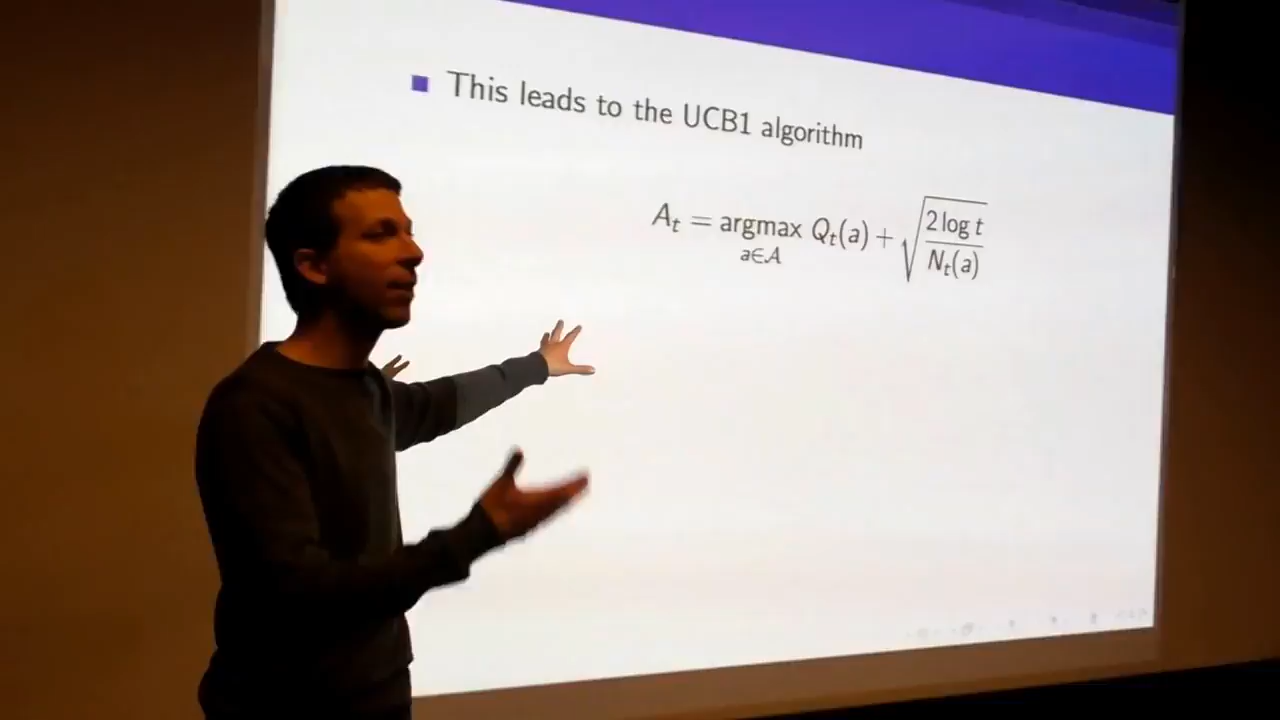 This leads to the UCB1 algorithm
A_t = argmax_{a∈𝒜} Q_t(a) + √(2 log t / N_t(a))